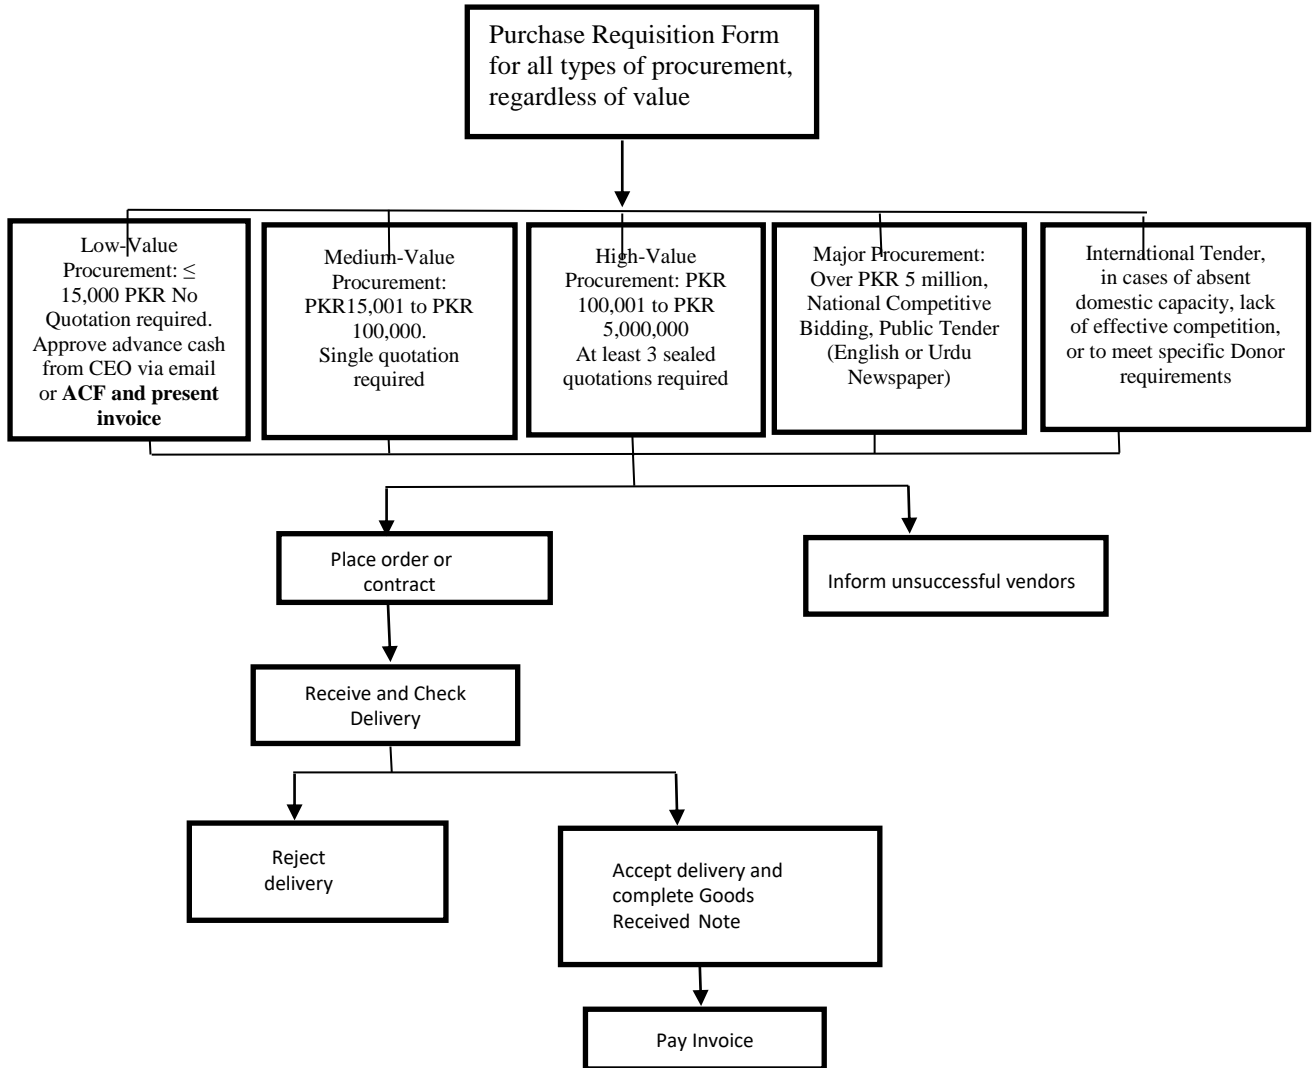 Purchase Requisition Form
for all types of procurement,
regardless of value
Low-Value
Procurement: ≤
15,000 PKR No
Quotation required.
Approve advance cash
from CEO via email
or ACF and present
invoice
Medium-Value
Procurement:
PKR15,001 to PKR
100,000.
Single quotation
required
High-Value
Procurement: PKR
100,001 to PKR
5,000,000
At least 3 sealed
quotations required
Major Procurement:
Over PKR 5 million,
National Competitive
Bidding, Public Tender
(English or Urdu
Newspaper)
International Tender,
in cases of absent
domestic capacity, lack
of effective competition,
or to meet specific Donor
requirements
Place order or
contract
Inform unsuccessful vendors
Receive and Check
Delivery
Reject
delivery
Accept delivery and
complete Goods
Received Note
Pay Invoice